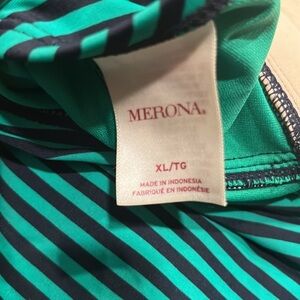 MERONA®
XL/TG
MADE IN INDONESIA
FABRIQUÉ EN INDONÉSIE